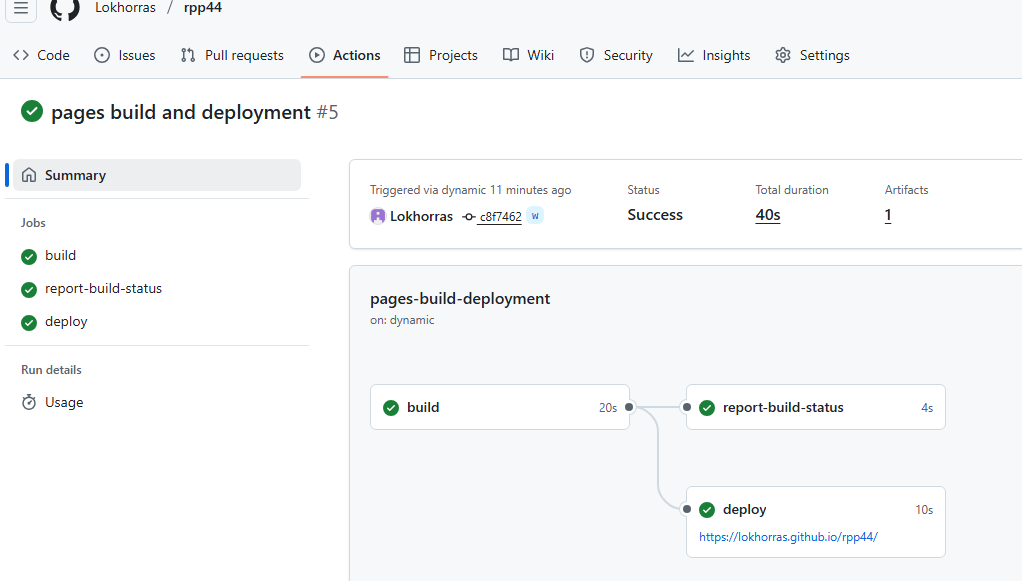 Lokhorras / rpp44
Code Issues Pull requests Actions Projects Wiki Security Insights Settings
pages build and deployment #5
Summary
Jobs
build
report-build-status
deploy
Run details
Usage
Triggered via dynamic 11 minutes ago
Lokhorras c8f7462 w
Status
Success
Total duration
40s
Artifacts
1
pages-build-deployment
on: dynamic
build 20s
report-build-status 4s
deploy 10s
https://lokhorras.github.io/rpp44/